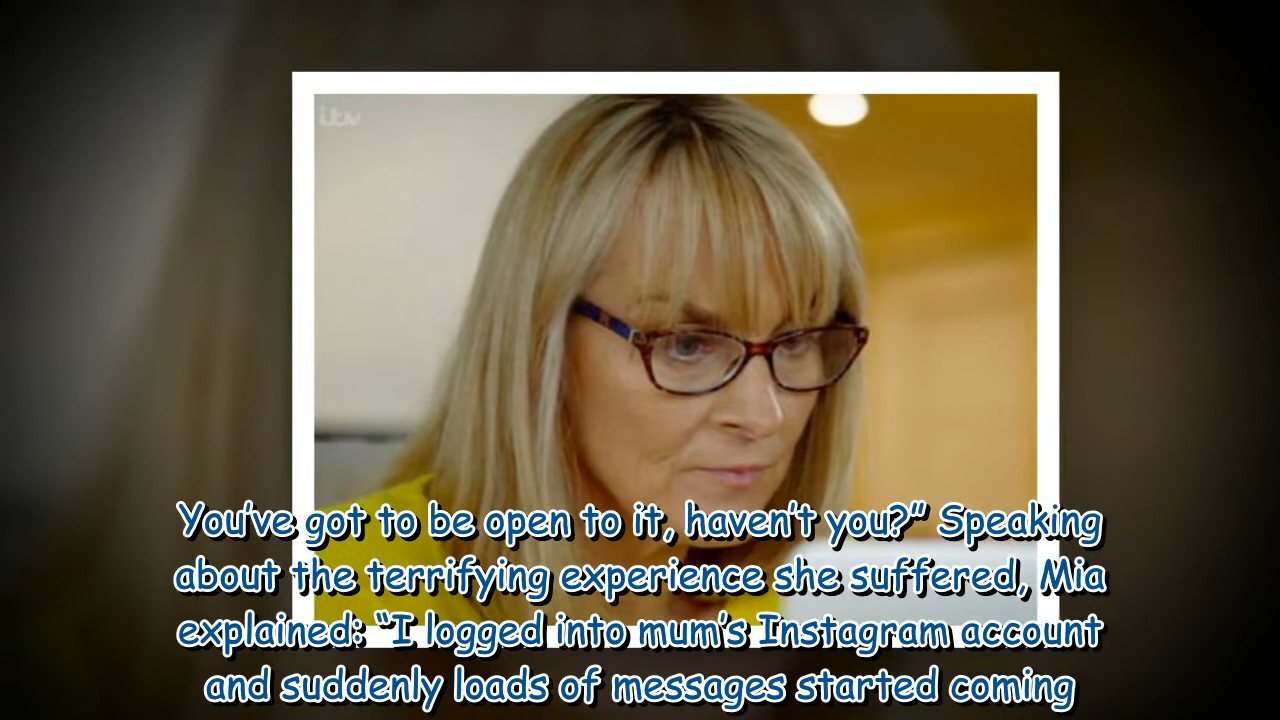 itv
You've got to be open to it, haven't you?” Speaking
about the terrifying experience she suffered, Mia
explained: “I logged into mum's Instagram account
and suddenly loads of messages started coming